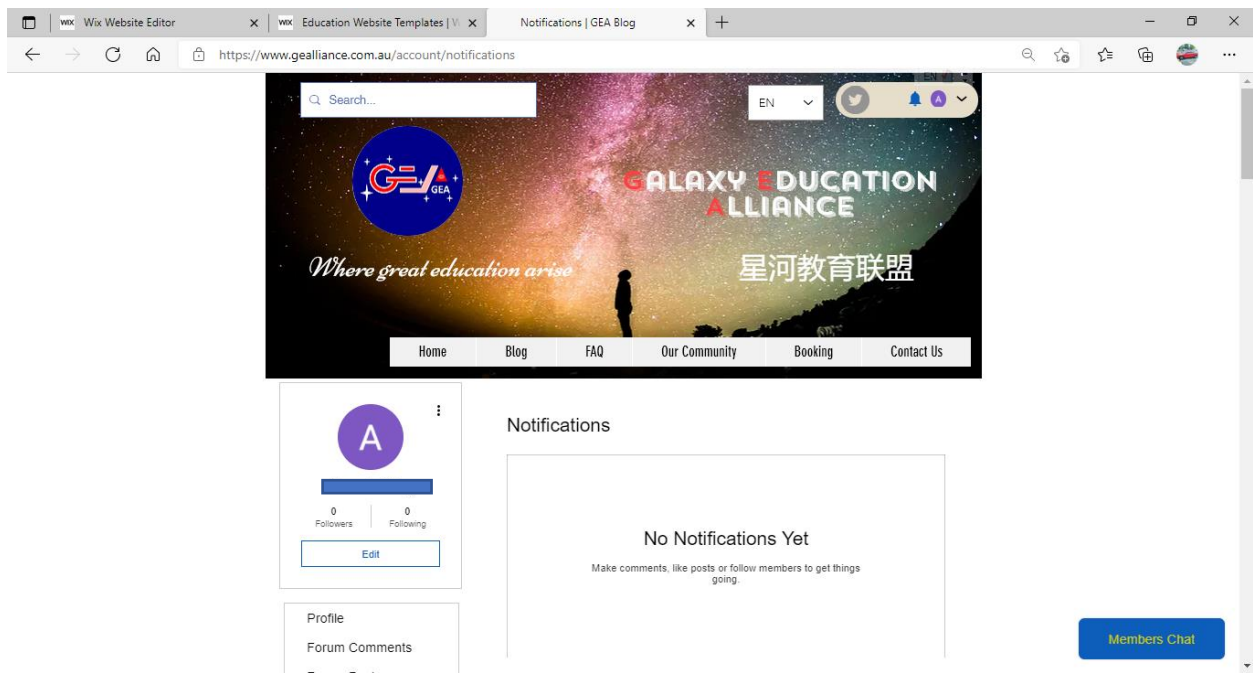 Wix Website Editor
Education Website Templates | W
Notifications | GEA Blog
https://www.gealliance.com.au/account/notifications
Search...
EN
A
GEA
GEA
GALAXY EDUCATION
ALLIANCE
Where great education arise
星河教育联盟
Home Blog FAQ Our Community Booking Contact Us
A
0 0
Followers Following
Edit
Notifications
No Notifications Yet
Make comments, like posts or follow members to get things
going.
Profile
Forum Comments
Members Chat